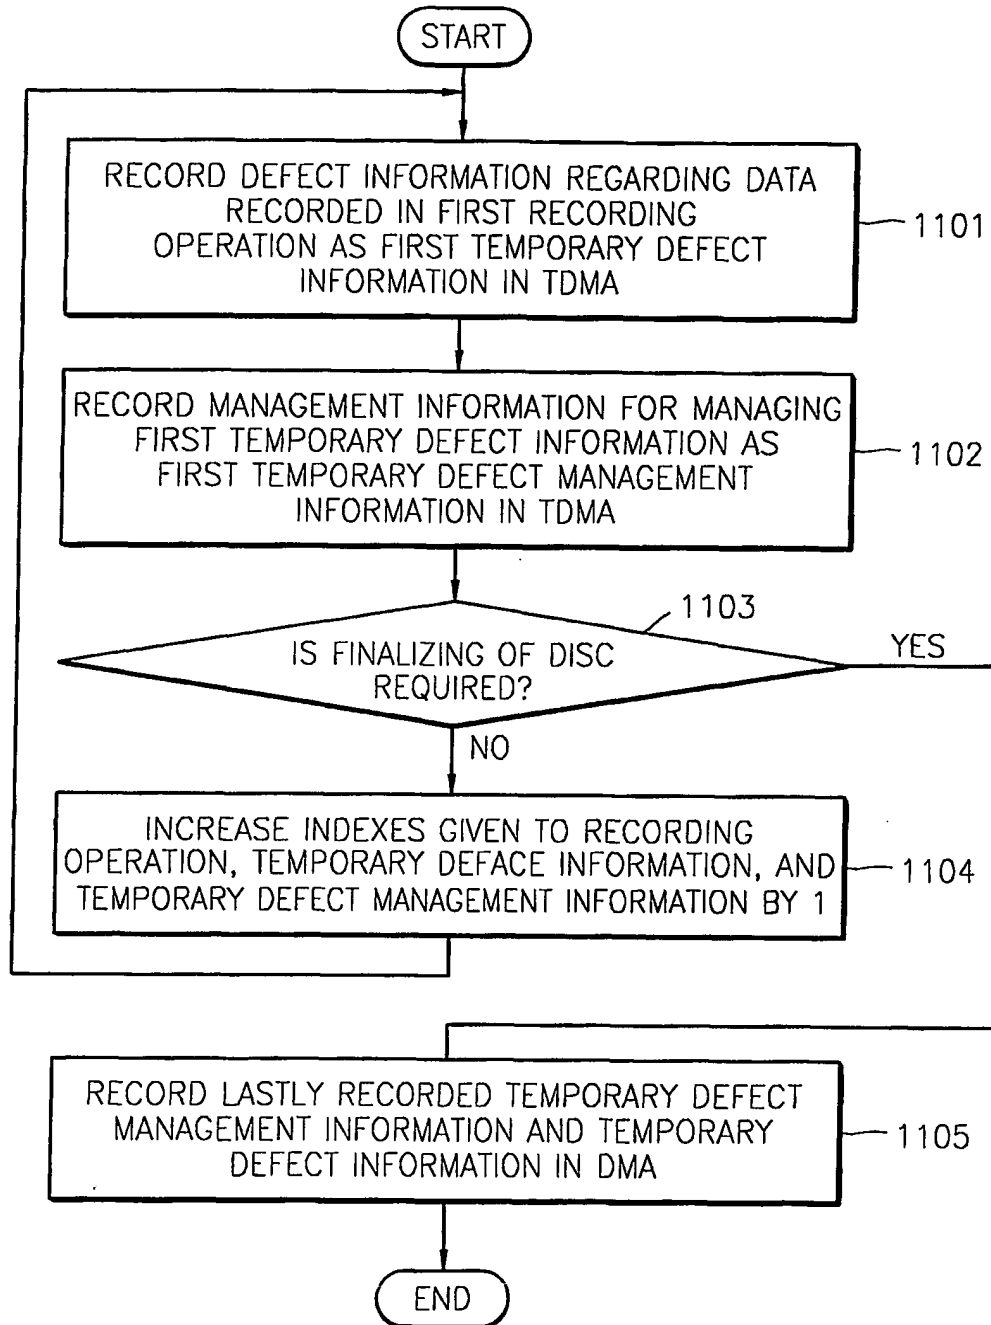 START
RECORD DEFECT INFORMATION REGARDING DATA
RECORDED IN FIRST RECORDING
OPERATION AS FIRST TEMPORARY DEFECT
INFORMATION IN TDMA
1101
RECORD MANAGEMENT INFORMATION FOR MANAGING
FIRST TEMPORARY DEFECT INFORMATION AS
FIRST TEMPORARY DEFECT MANAGEMENT
INFORMATION IN TDMA
1102
1103
IS FINALIZING OF DISC
REQUIRED?
YES
NO
INCREASE INDEXES GIVEN TO RECORDING
OPERATION, TEMPORARY DEFACE INFORMATION, AND
TEMPORARY DEFECT MANAGEMENT INFORMATION BY 1
1104
RECORD LASTLY RECORDED TEMPORARY DEFECT
MANAGEMENT INFORMATION AND TEMPORARY
DEFECT INFORMATION IN DMA
1105
END